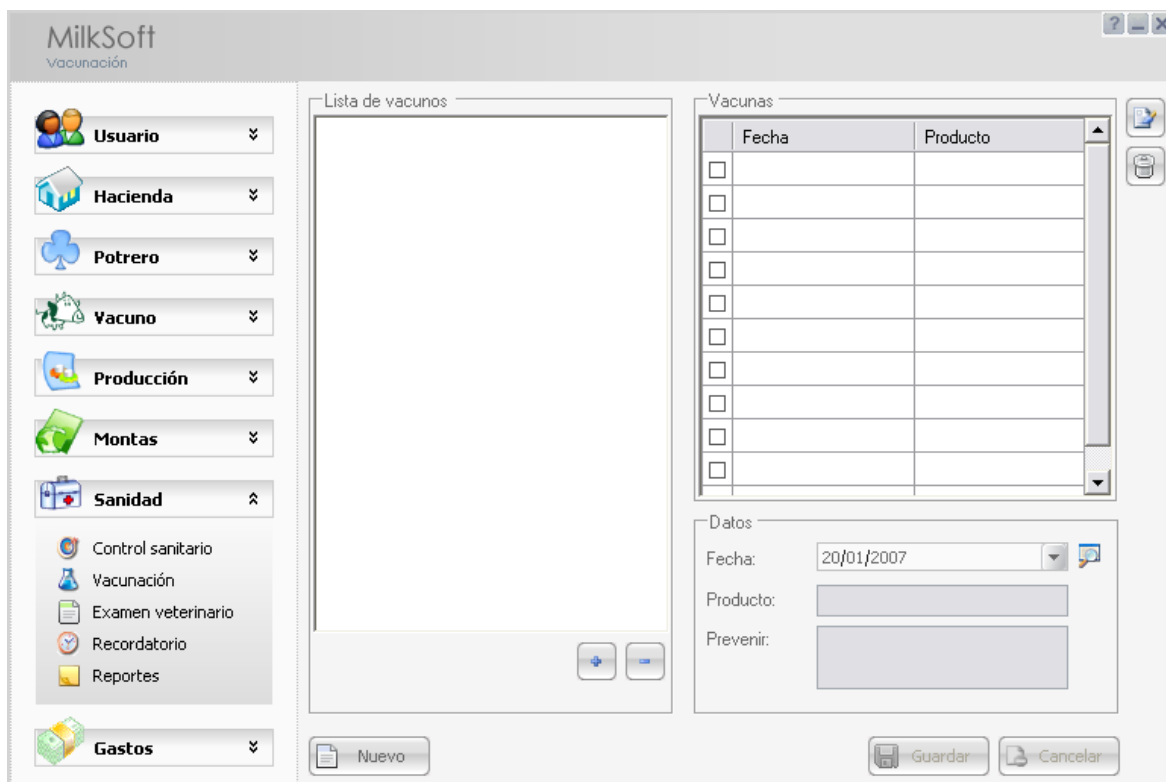 MilkSoft
Vacunación
?
Usuario
Hacienda
Potrero
Vacuno
Producción
Montas
Sanidad
Control sanitario
Vacunación
Examen veterinario
Recordatorio
Reportes
Gastos
Lista de vacunos
Nuevo
Vacunas
Fecha Producto
Datos
Fecha: 20/01/2007
Producto:
Prevenir:
Guardar Cancelar